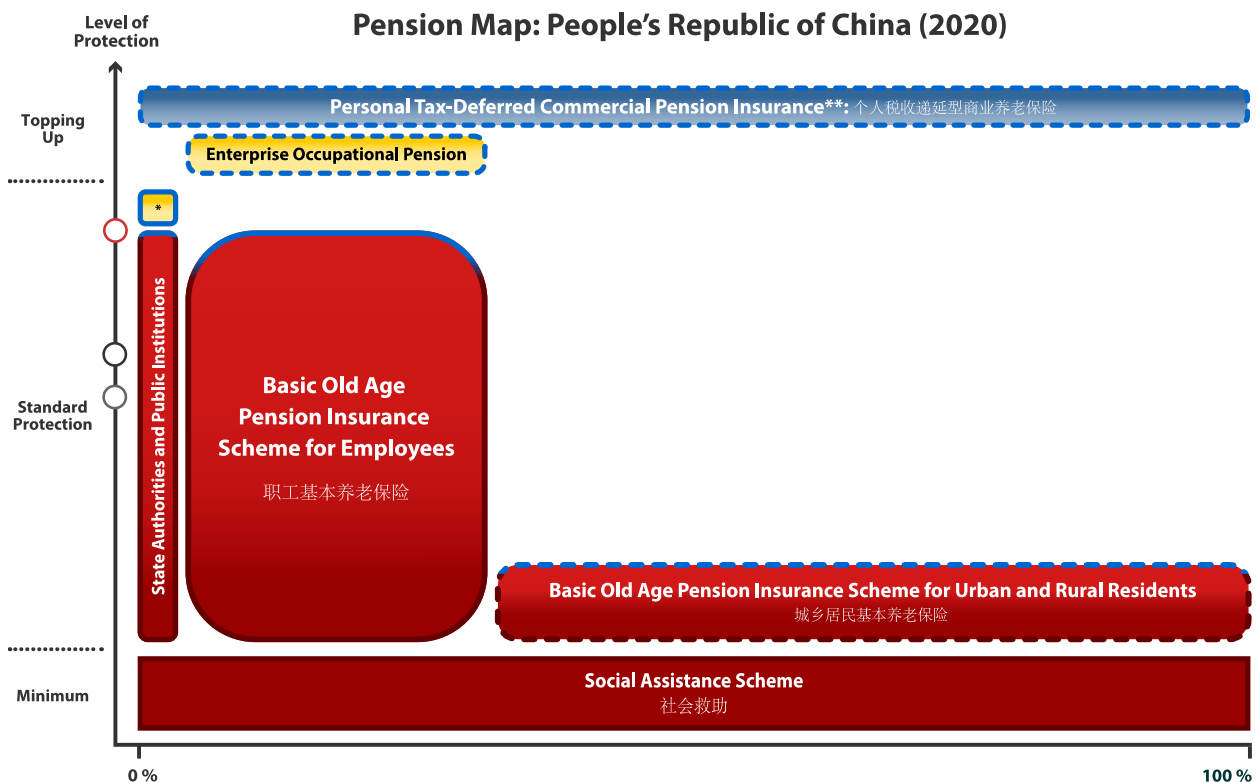 Pension Map: People’s Republic of China (2020)
Level of
Protection
Topping
Up
Personal Tax-Deferred Commercial Pension Insurance**: 个人税收递延型商业养老保险
Enterprise Occupational Pension
*
State Authorities and Public Institutions
Standard
Protection
Basic Old Age
Pension Insurance
Scheme for Employees
职工基本养老保险
Basic Old Age Pension Insurance Scheme for Urban and Rural Residents
城乡居民基本养老保险
Minimum
Social Assistance Scheme
社会救助
0 %
100 %